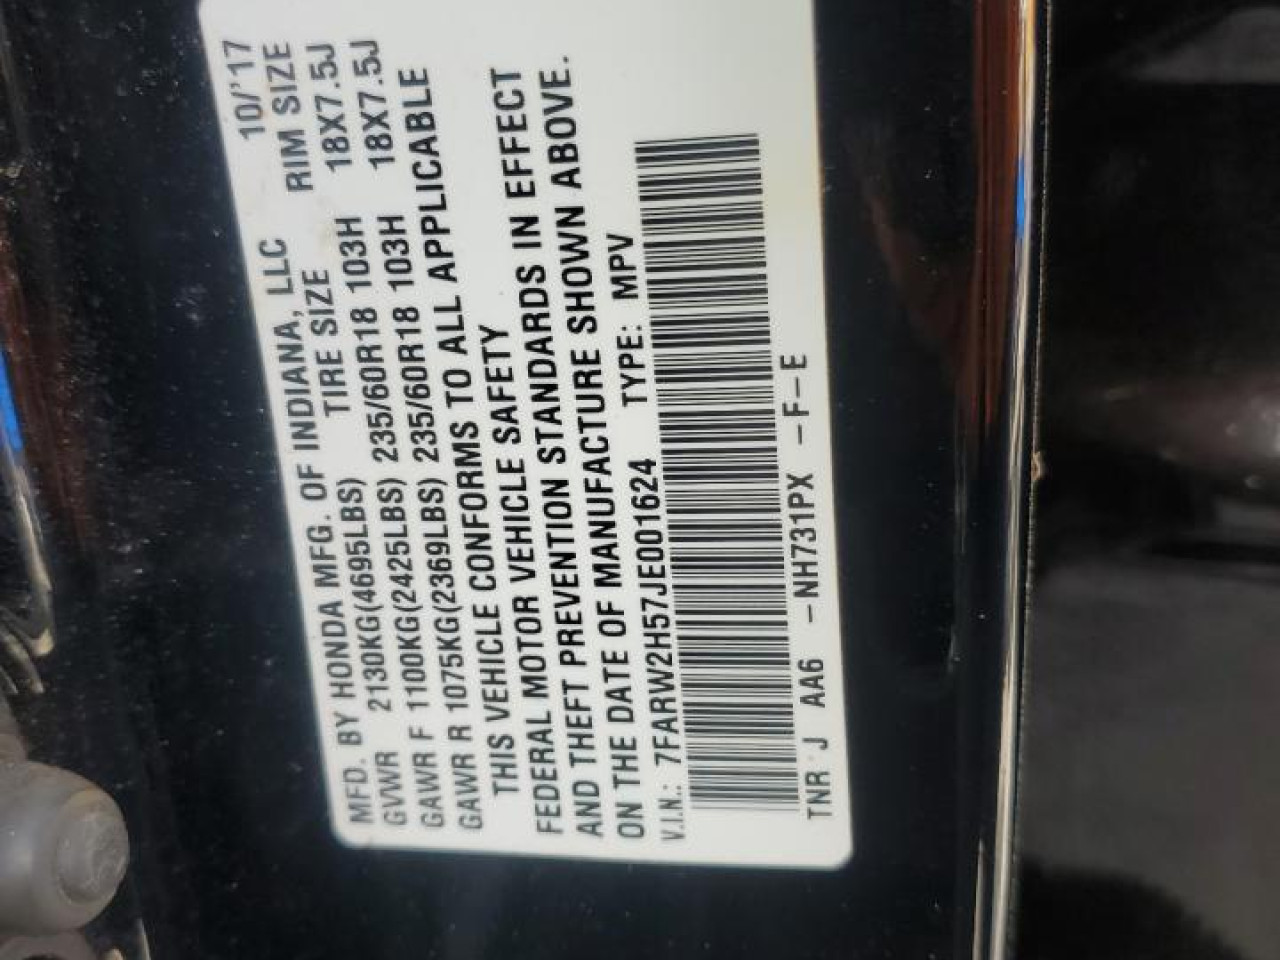 MFD. BY HONDA MFG. OF INDIANA, LLC 10/'17
GVWR 2130KG(4695LBS) TIRE SIZE RIM SIZE
GAWR F 1100KG(2425LBS) 235/60R18 103H 18X7.5J
GAWR R 1075KG(2369LBS) 235/60R18 103H 18X7.5J
THIS VEHICLE CONFORMS TO ALL APPLICABLE
FEDERAL MOTOR VEHICLE SAFETY
AND THEFT PREVENTION STANDARDS IN EFFECT
ON THE DATE OF MANUFACTURE SHOWN ABOVE.
V.I.N.: 7FARW2H57JE001624 TYPE: MPV
TNR J AA6 -NH731PX -F-E